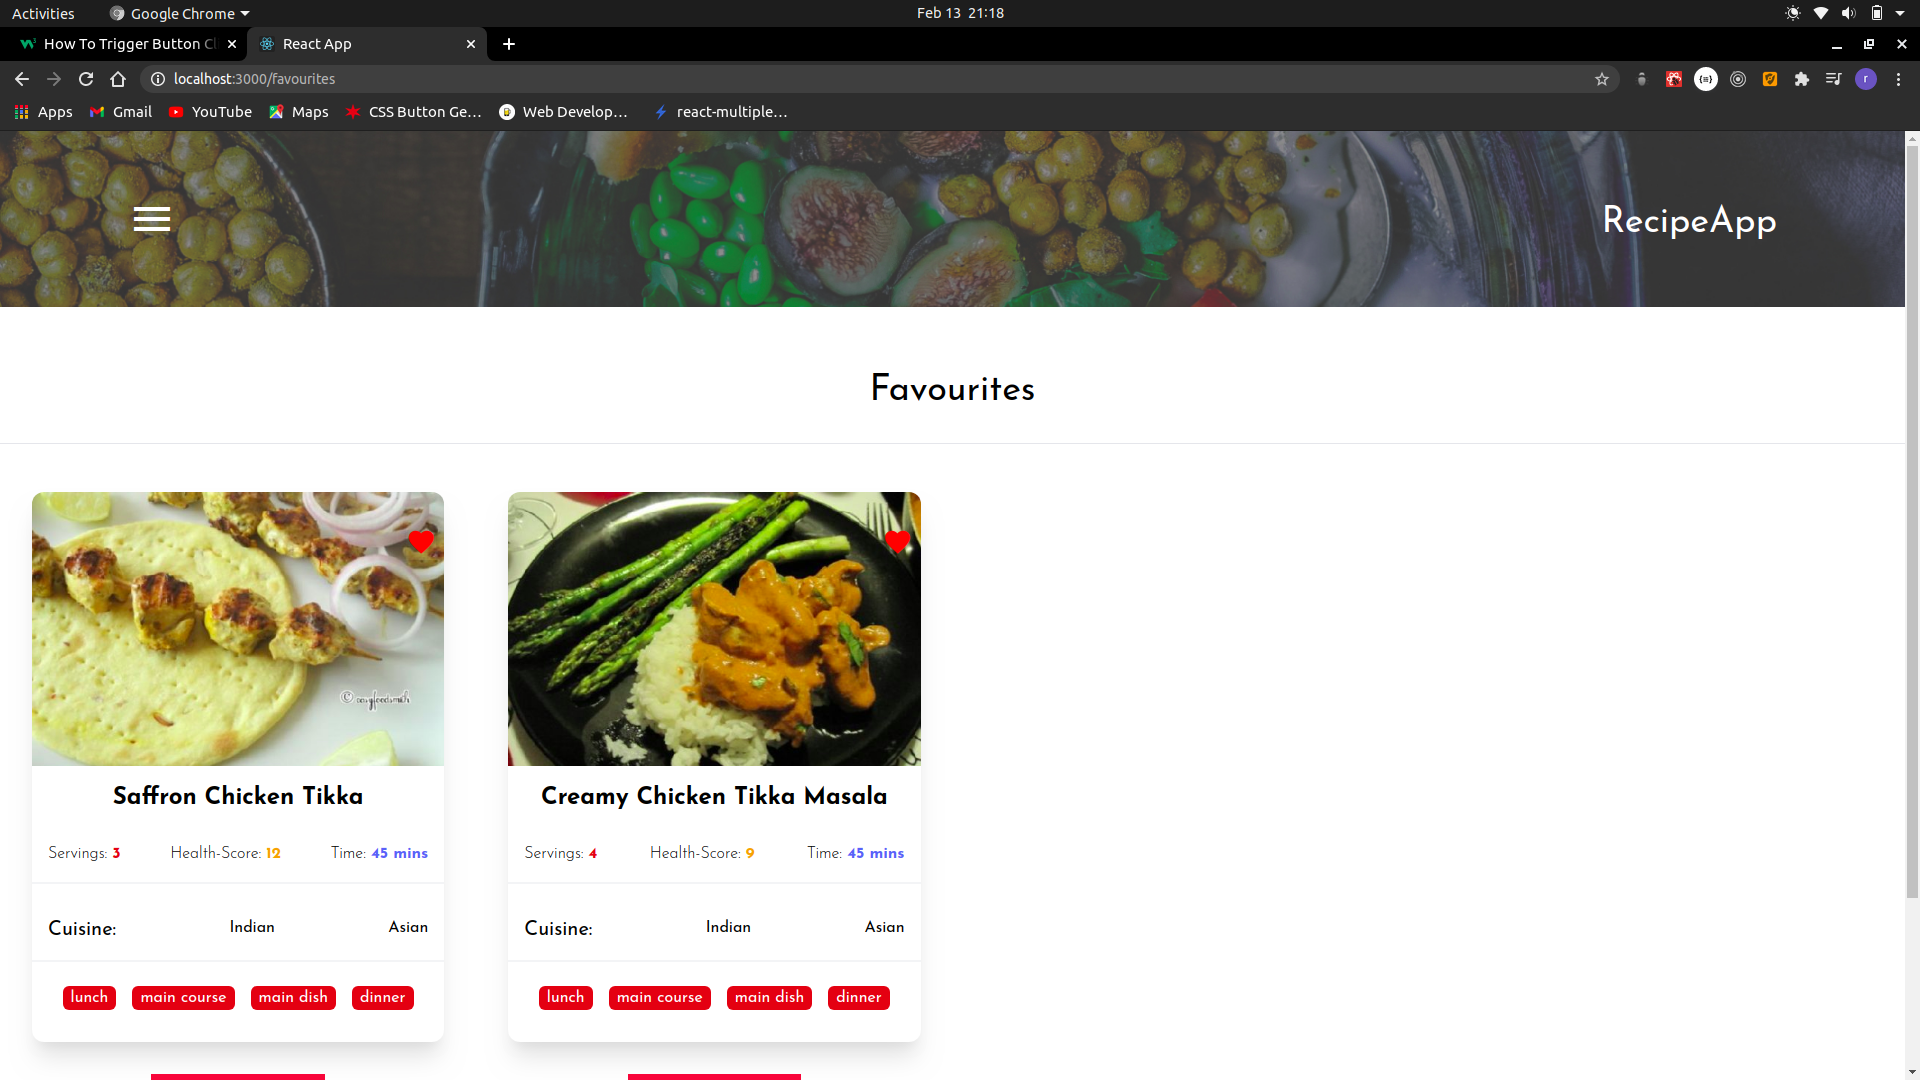 Activities Google Chrome Feb 13 21:18
How To Trigger Button Cl React App
localhost:3000/favourites
Apps Gmail YouTube Maps CSS Button Ge... Web Develop... react-multiple...
RecipeApp
Favourites
Saffron Chicken Tikka
Servings: 3 Health-Score: 12 Time: 45 mins
Cuisine: Indian Asian
lunch main course main dish dinner
Creamy Chicken Tikka Masala
Servings: 4 Health-Score: 9 Time: 45 mins
Cuisine: Indian Asian
lunch main course main dish dinner